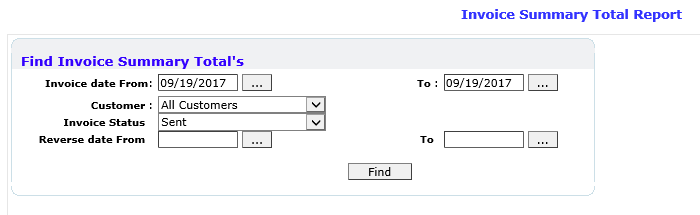 Invoice Summary Total Report
Find Invoice Summary Total's
Invoice date From: 09/19/2017 ... To : 09/19/2017 ...
Customer : All Customers
Invoice Status Sent
Reverse date From ... To ...
Find